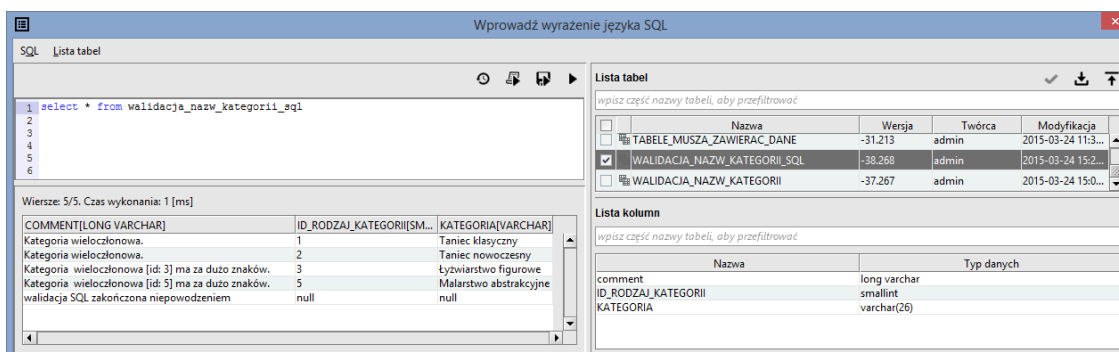 Wprowadź wyrażenie języka SQL
SQL Lista tabel
1 select * from walidacja_nazw_kategorii_sql
2
3
4
5
6
Wiersze: 5/5. Czas wykonania: 1 [ms]
COMMENT[LONG VARCHAR] ID_RODZAJ_KATEGORII[SM... KATEGORIA[VARCHAR]
Kategoria wieloczłonowa. 1 Taniec klasyczny
Kategoria wieloczłonowa. 2 Taniec nowoczesny
Kategoria wieloczłonowa [id: 3] ma za dużo znaków. 3 Łyżwiarstwo figurowe
Kategoria wieloczłonowa [id: 5] ma za dużo znaków. 5 Malarstwo abstrakcyjne
walidacja SQL zakończona niepowodzeniem null null
Lista tabel
wpisz część nazwy tabeli, aby przefiltrować
Nazwa Wersja Twórca Modyfikacja
TABELE_MUSZA_ZAWIERAC_DANE -31.213 admin 2015-03-24 11:3...
WALIDACJA_NAZW_KATEGORII_SQL -38.268 admin 2015-03-24 15:2...
WALIDACJA_NAZW_KATEGORII -37.267 admin 2015-03-24 15:0...
Lista kolumn
wpisz część nazwy tabeli, aby przefiltrować
Nazwa Typ danych
comment long varchar
ID_RODZAJ_KATEGORII smallint
KATEGORIA varchar(26)